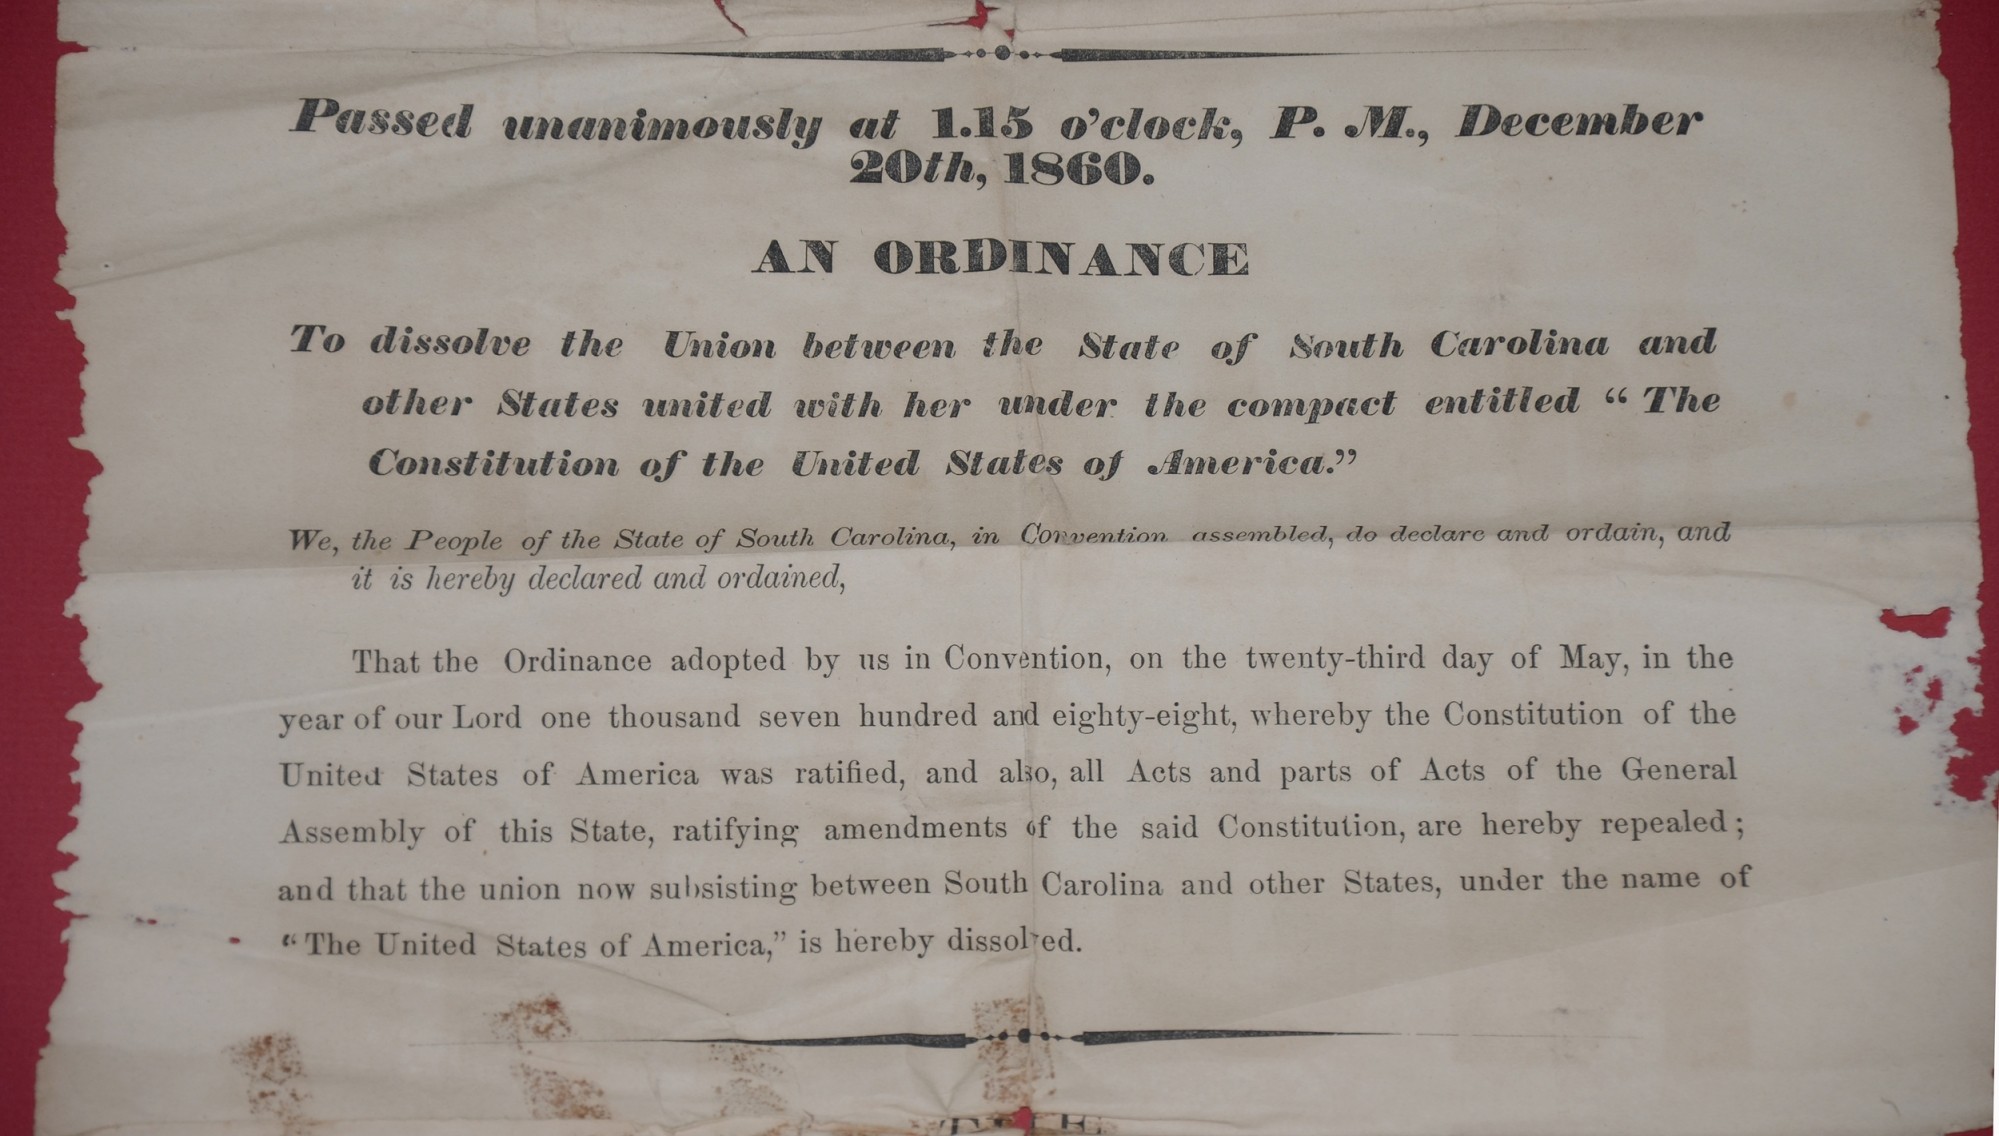 Passed unanimously at 1.15 o'clock, P. M., December
20th, 1860.
AN ORDINANCE
To dissolve the Union between the State of South Carolina and
other States united with her under the compact entitled “ The
Constitution of the United States of America.”
We, the People of the State of South Carolina, in Convention assembled, do declare and ordain, and
it is hereby declared and ordained,
That the Ordinance adopted by us in Convention, on the twenty-third day of May, in the
year of our Lord one thousand seven hundred and eighty-eight, whereby the Constitution of the
United States of America was ratified, and also, all Acts and parts of Acts of the General
Assembly of this State, ratifying amendments of the said Constitution, are hereby repealed ;
and that the union now subsisting between South Carolina and other States, under the name of
“ The United States of America,” is hereby dissolved.
THE